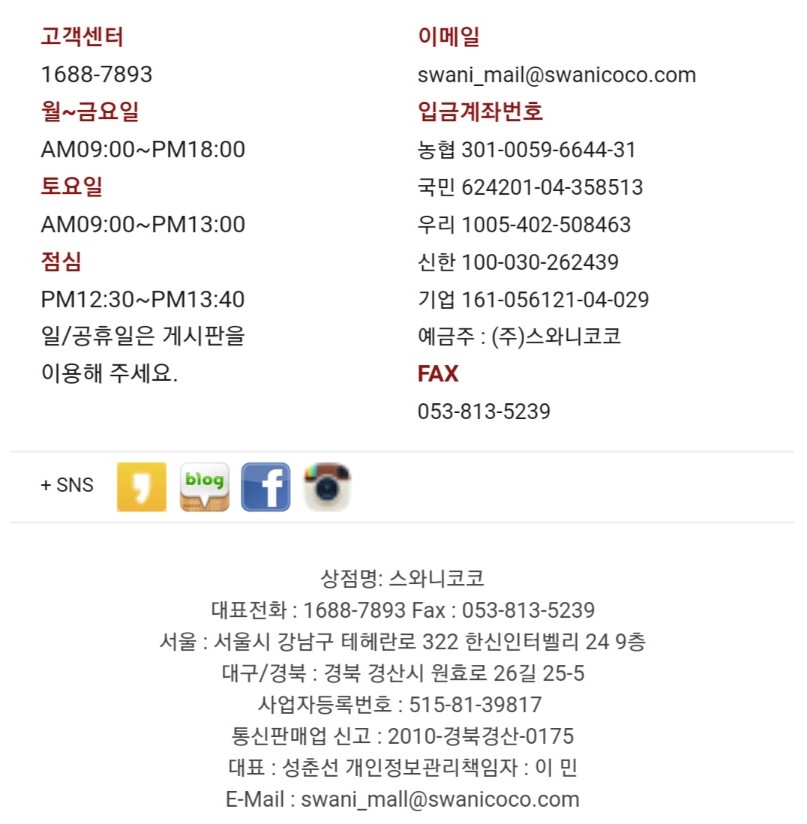 고객센터
1688-7893
월~금요일
AM09:00~PM18:00
토요일
AM09:00~PM13:00
점심
PM12:30~PM13:40
일/공휴일은 게시판을
이용해 주세요.
이메일
swani_mail@swanicoco.com
입금계좌번호
농협 301-0059-6644-31
국민 624201-04-358513
우리 1005-402-508463
신한 100-030-262439
기업 161-056121-04-029
예금주 : (주)스와니코코
FAX
053-813-5239
+ SNS
blog
f
상점명: 스와니코코
대표전화 : 1688-7893 Fax : 053-813-5239
서울 : 서울시 강남구 테헤란로 322 한신인터벨리 24 9층
대구/경북 : 경북 경산시 원효로 26길 25-5
사업자등록번호 : 515-81-39817
통신판매업 신고 : 2010-경북경산-0175
대표 : 성춘선 개인정보관리책임자 : 이 민
E-Mail : swani_mall@swanicoco.com